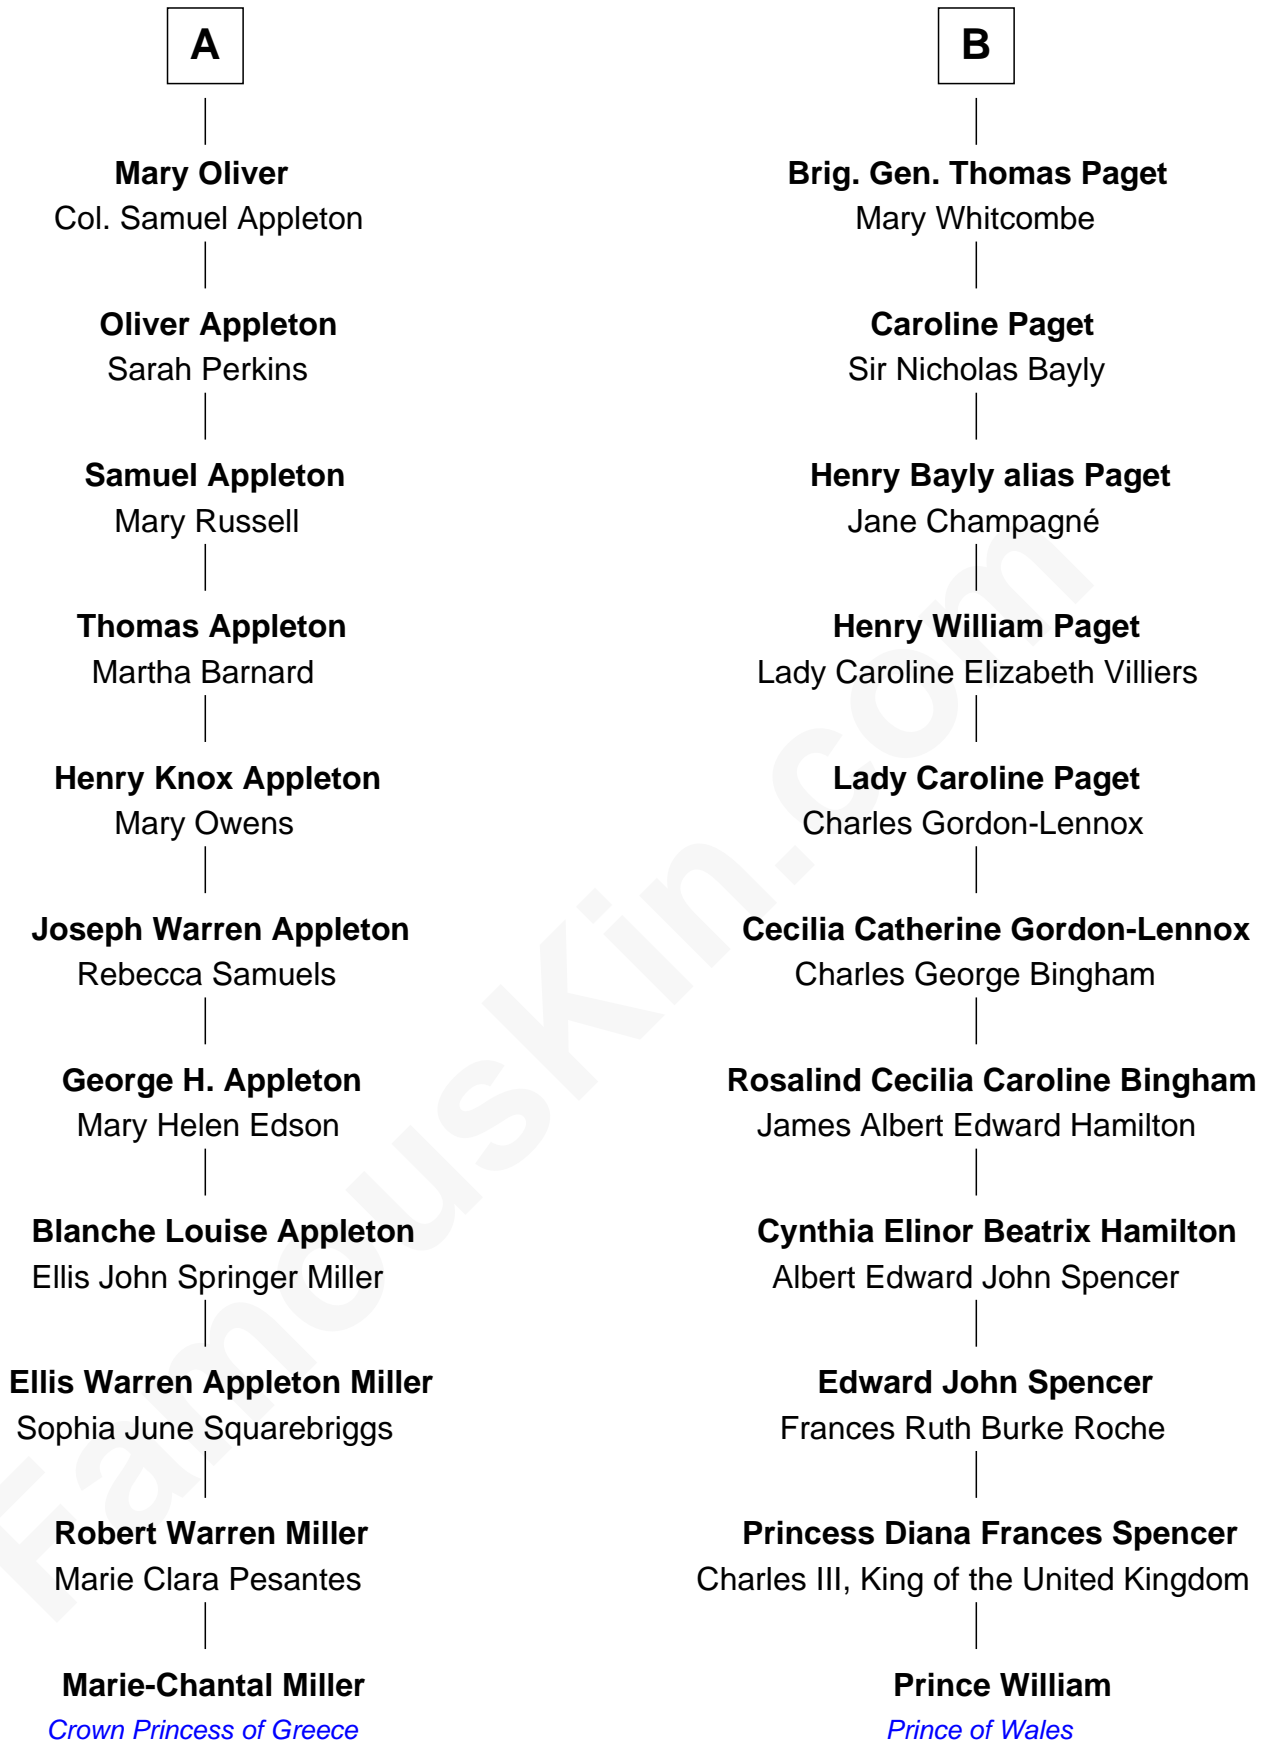 A
Mary Oliver
Col. Samuel Appleton
Oliver Appleton
Sarah Perkins
Samuel Appleton
Mary Russell
Thomas Appleton
Martha Barnard
Henry Knox Appleton
Mary Owens
Joseph Warren Appleton
Rebecca Samuels
George H. Appleton
Mary Helen Edson
Blanche Louise Appleton
Ellis John Springer Miller
Ellis Warren Appleton Miller
Sophia June Squarebriggs
Robert Warren Miller
Marie Clara Pesantes
Marie-Chantal Miller
Crown Princess of Greece
B
Brig. Gen. Thomas Paget
Mary Whitcombe
Caroline Paget
Sir Nicholas Bayly
Henry Bayly alias Paget
Jane Champagné
Henry William Paget
Lady Caroline Elizabeth Villiers
Lady Caroline Paget
Charles Gordon-Lennox
Cecilia Catherine Gordon-Lennox
Charles George Bingham
Rosalind Cecilia Caroline Bingham
James Albert Edward Hamilton
Cynthia Elinor Beatrix Hamilton
Albert Edward John Spencer
Edward John Spencer
Frances Ruth Burke Roche
Princess Diana Frances Spencer
Charles III, King of the United Kingdom
Prince William
Prince of Wales
FamousKin.com